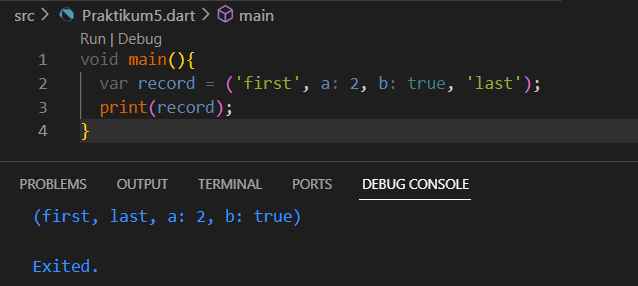 src > Praktikum5.dart > main
Run | Debug
1 void main(){
2 var record = ('first', a: 2, b: true, 'last');
3 print(record);
4 }
PROBLEMS OUTPUT TERMINAL PORTS DEBUG CONSOLE
(first, last, a: 2, b: true)
Exited.